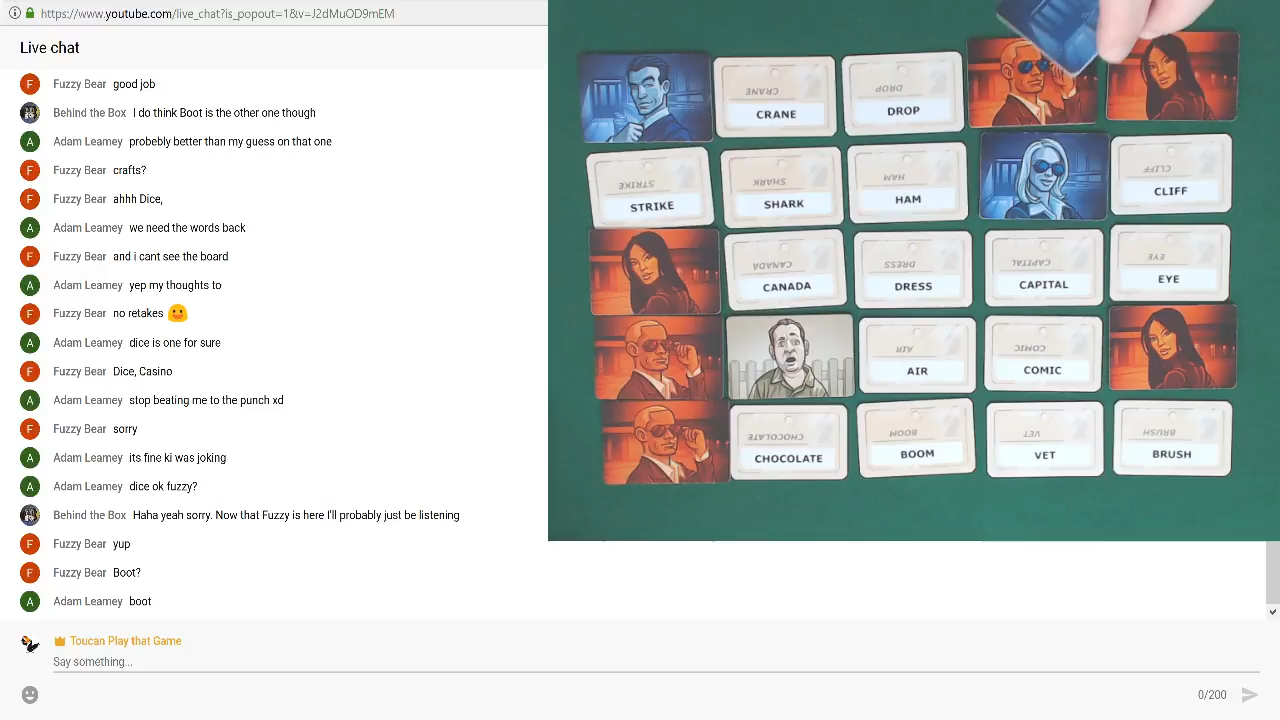 https://www.youtube.com/live_chat?is_popout=1&v=J2dMuOD9mEM
Live chat
F Fuzzy Bear good job
Behind the Box I do think Boot is the other one though
A Adam Leamey probebly better than my guess on that one
F Fuzzy Bear crafts?
F Fuzzy Bear ahhh Dice,
A Adam Leamey we need the words back
F Fuzzy Bear and i cant see the board
A Adam Leamey yep my thoughts to
F Fuzzy Bear no retakes
A Adam Leamey dice is one for sure
F Fuzzy Bear Dice, Casino
A Adam Leamey stop beating me to the punch xd
F Fuzzy Bear sorry
A Adam Leamey its fine ki was joking
A Adam Leamey dice ok fuzzy?
Behind the Box Haha yeah sorry. Now that Fuzzy is here I'll probably just be listening
F Fuzzy Bear yup
F Fuzzy Bear Boot?
A Adam Leamey boot
Toucan Play that Game
Say something...
0/200
CRANE
CRANE
DROP
DROP
STRIKE
STRIKE
SHARK
SHARK
HAM
HAM
CLIFF
CLIFF
CANADA
CANADA
DRESS
DRESS
CAPITAL
CAPITAL
EYE
EYE
AIR
AIR
COMIC
COMIC
CHOCOLATE
CHOCOLATE
BOOM
BOOM
VET
VET
BRUSH
BRUSH